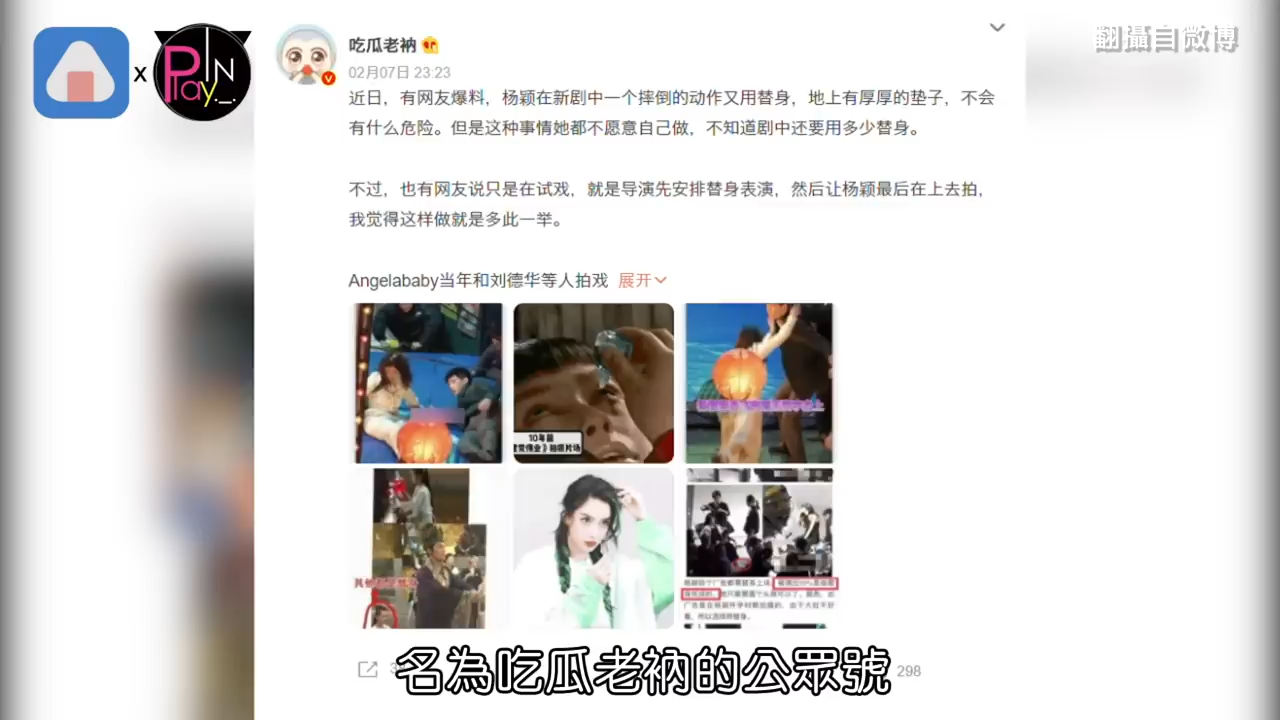 翻攝自微博
x
PlayIN
吃瓜老衲
02月07日 23:23
近日，有网友爆料，杨颖在新剧中一个摔倒的动作又用替身，地上有厚厚的垫子，不会
有什么危险。但是这种事情她都不愿意自己做，不知道剧中还要用多少替身。
不过，也有网友说只是在试戏，就是导演先安排替身表演，然后让杨颖最后在上去拍，
我觉得这样做就是多此一举。
Angelababy当年和刘德华等人拍戏 展开
10年前
298
名為吃瓜老衲的公眾號